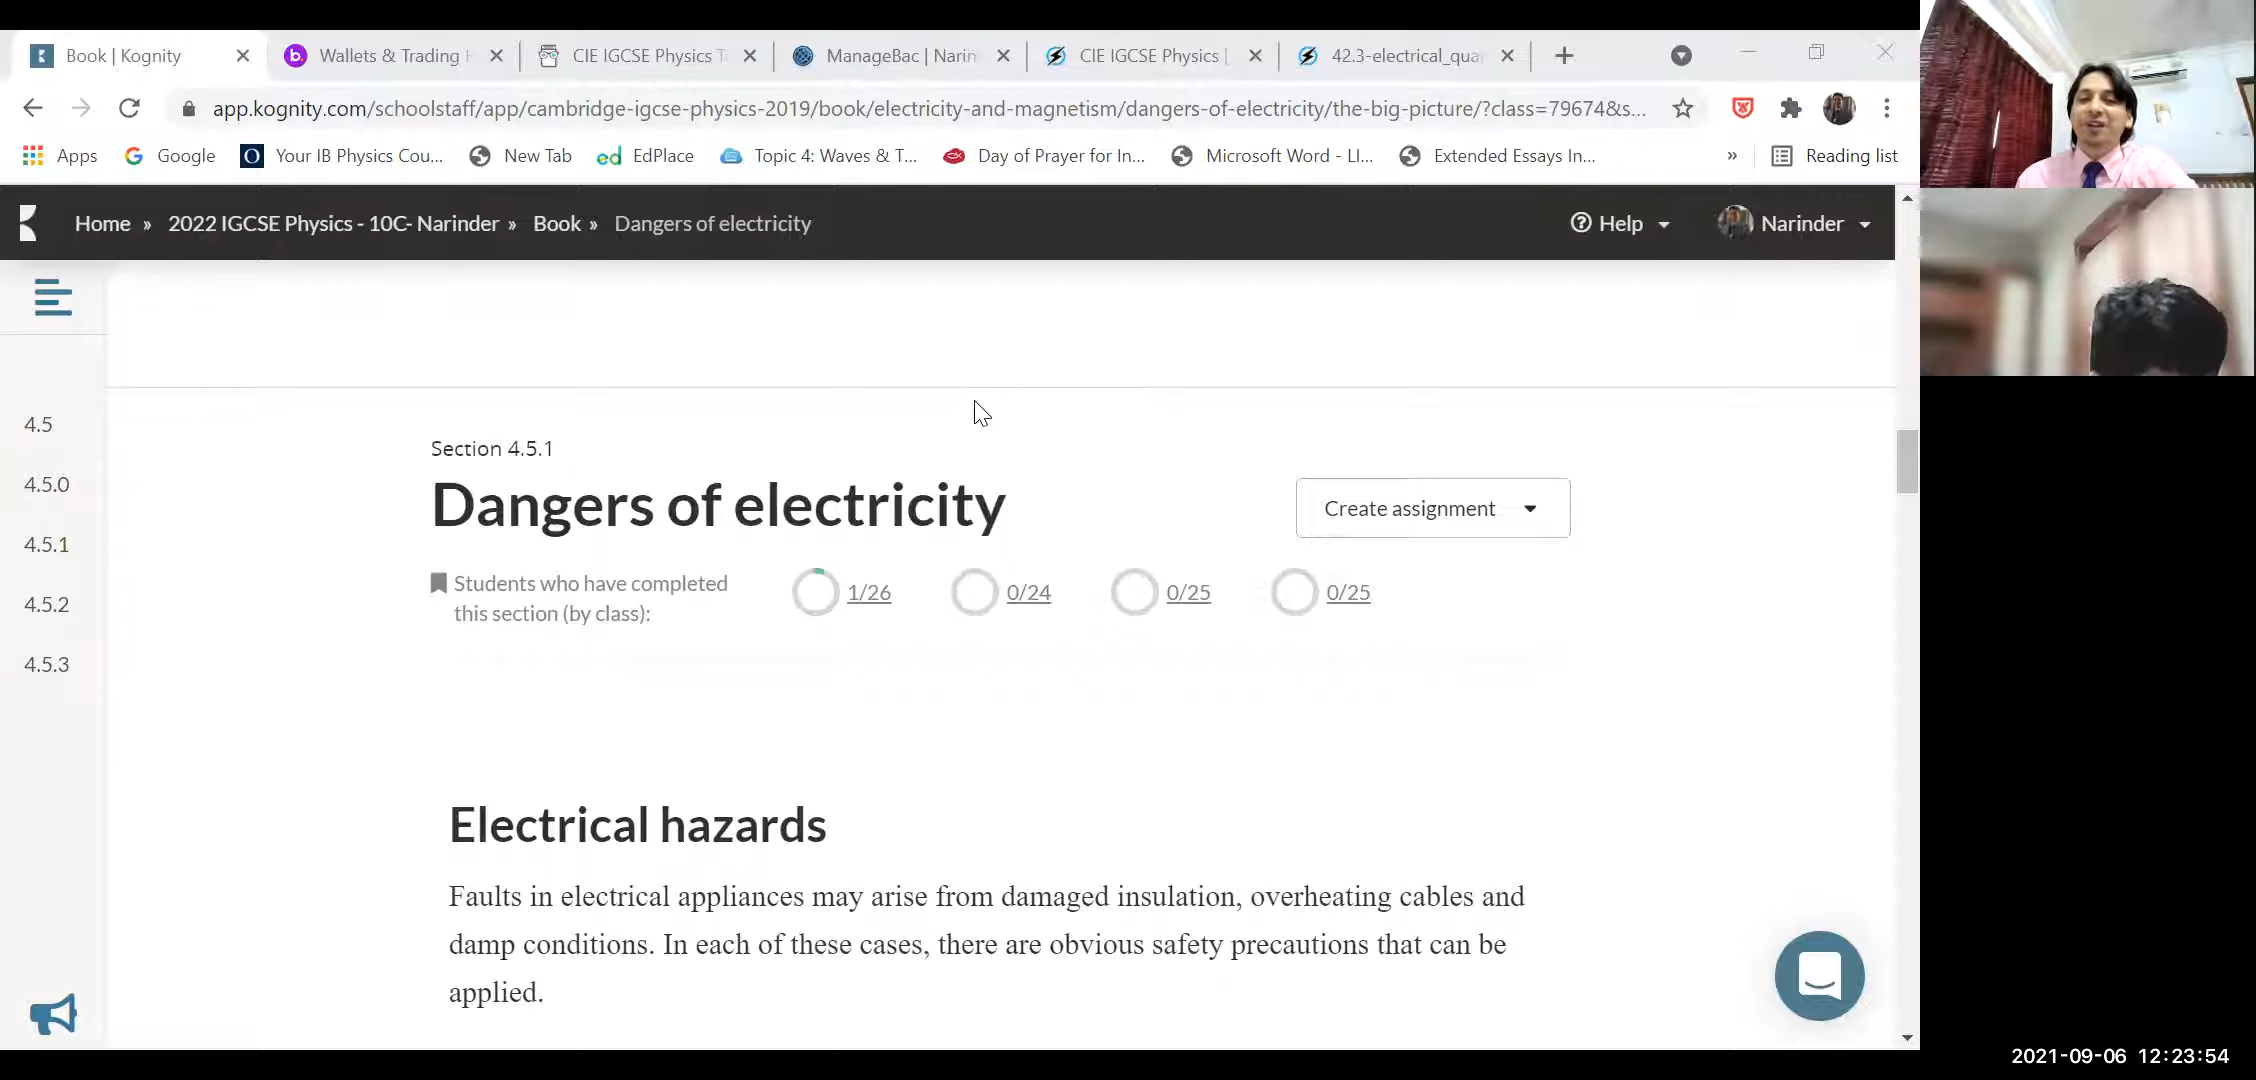 Book | Kognity
Wallets & Trading
CIE IGCSE Physics T
ManageBac | Narin
CIE IGCSE Physics |
42.3-electrical_qua
app.kognity.com/schoolstaff/app/cambridge-igcse-physics-2019/book/electricity-and-magnetism/dangers-of-electricity/the-big-picture/?class=79674&s...
Apps Google Your IB Physics Cou... New Tab EdPlace Topic 4: Waves & T... Day of Prayer for In... Microsoft Word - LI... Extended Essays In... » Reading list
Home » 2022 IGCSE Physics - 10C- Narinder » Book » Dangers of electricity Help Narinder
4.5
4.5.0
4.5.1
4.5.2
4.5.3
Section 4.5.1
Dangers of electricity
Create assignment
Students who have completed
this section (by class):
1/26 0/24 0/25 0/25
Electrical hazards
Faults in electrical appliances may arise from damaged insulation, overheating cables and
damp conditions. In each of these cases, there are obvious safety precautions that can be
applied.
2021-09-06 12:23:54